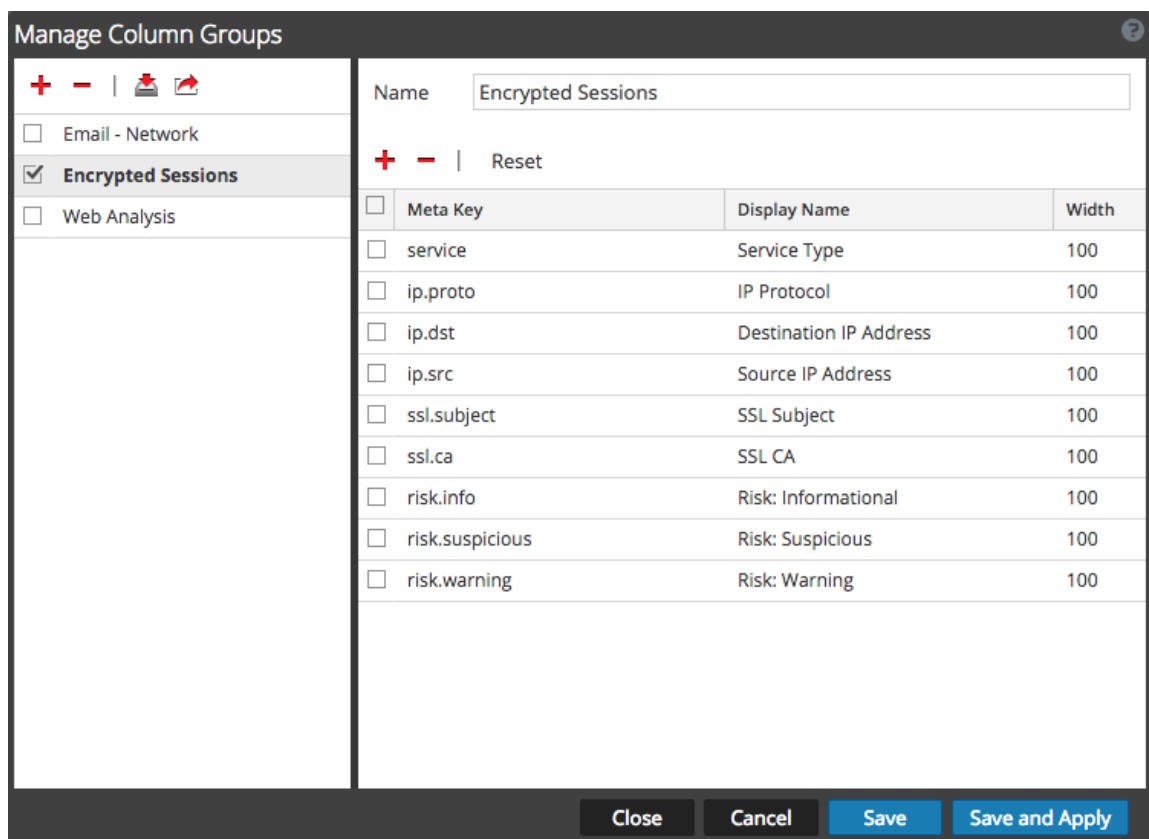 Manage Column Groups
Name Encrypted Sessions
Email - Network
Encrypted Sessions
Web Analysis
Reset
Meta Key Display Name Width
service Service Type 100
ip.proto IP Protocol 100
ip.dst Destination IP Address 100
ip.src Source IP Address 100
ssl.subject SSL Subject 100
ssl.ca SSL CA 100
risk.info Risk: Informational 100
risk.suspicious Risk: Suspicious 100
risk.warning Risk: Warning 100
Close Cancel Save Save and Apply